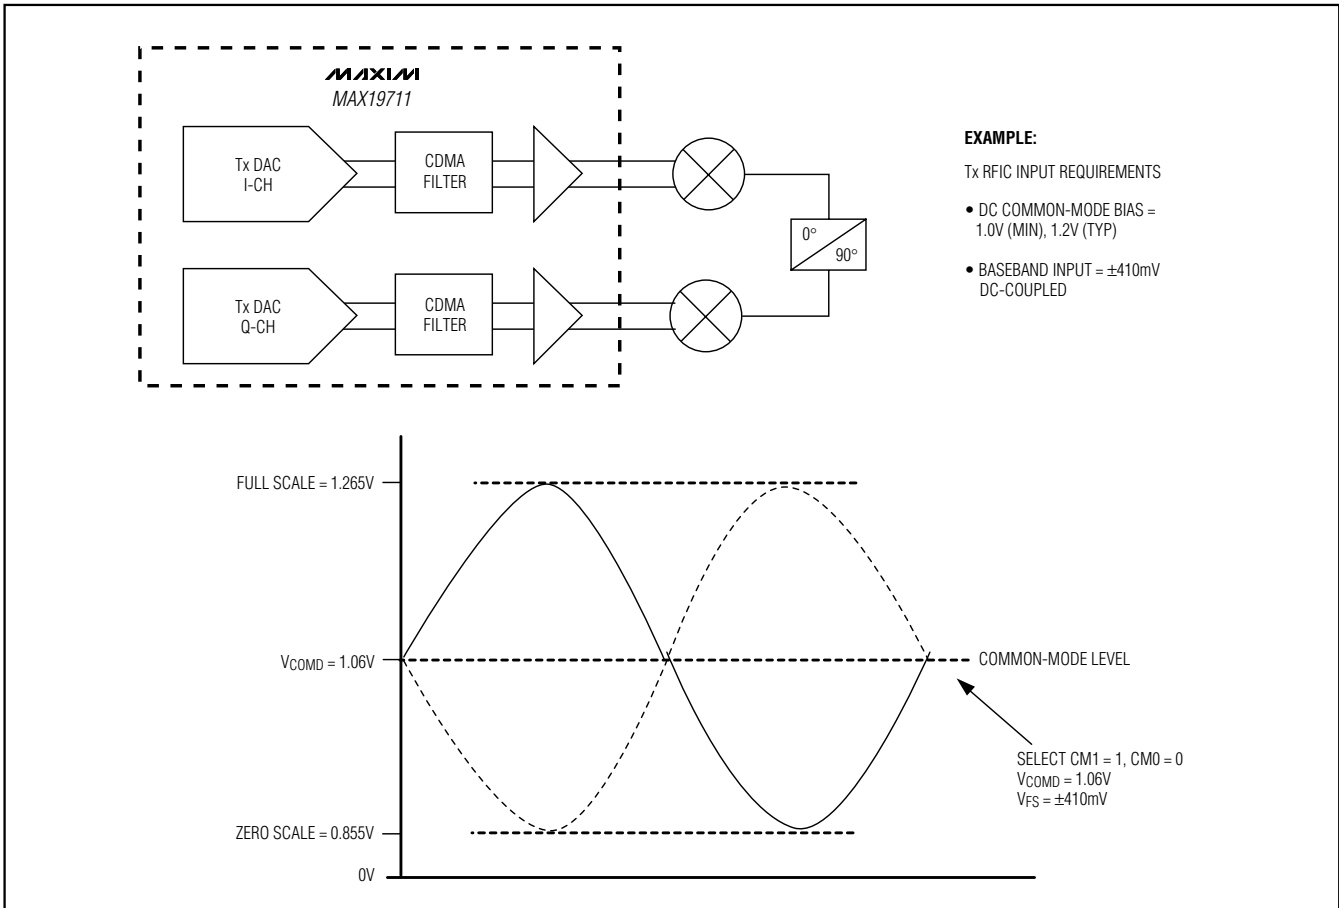 MAXIM
MAX19711
Tx DAC
I-CH
CDMA
FILTER
Tx DAC
Q-CH
CDMA
FILTER
0°
90°
EXAMPLE:
Tx RFIC INPUT REQUIREMENTS
• DC COMMON-MODE BIAS =
1.0V (MIN), 1.2V (TYP)
• BASEBAND INPUT = ±410mV
DC-COUPLED
FULL SCALE = 1.265V
VCOMD = 1.06V
COMMON-MODE LEVEL
SELECT CM1 = 1, CM0 = 0
VCOMD = 1.06V
VFS = ±410mV
ZERO SCALE = 0.855V
0V